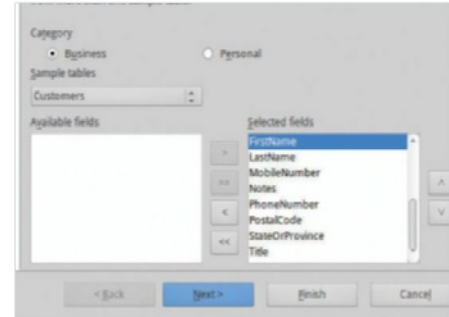 Category
Business
Personal
Sample tables
Customers
Available fields
Selected fields
>
>>
<
<<
FirstName
LastName
MobileNumber
Notes
PhoneNumber
PostalCode
StateOrProvince
Title
< Back
Next >
Finish
Cancel